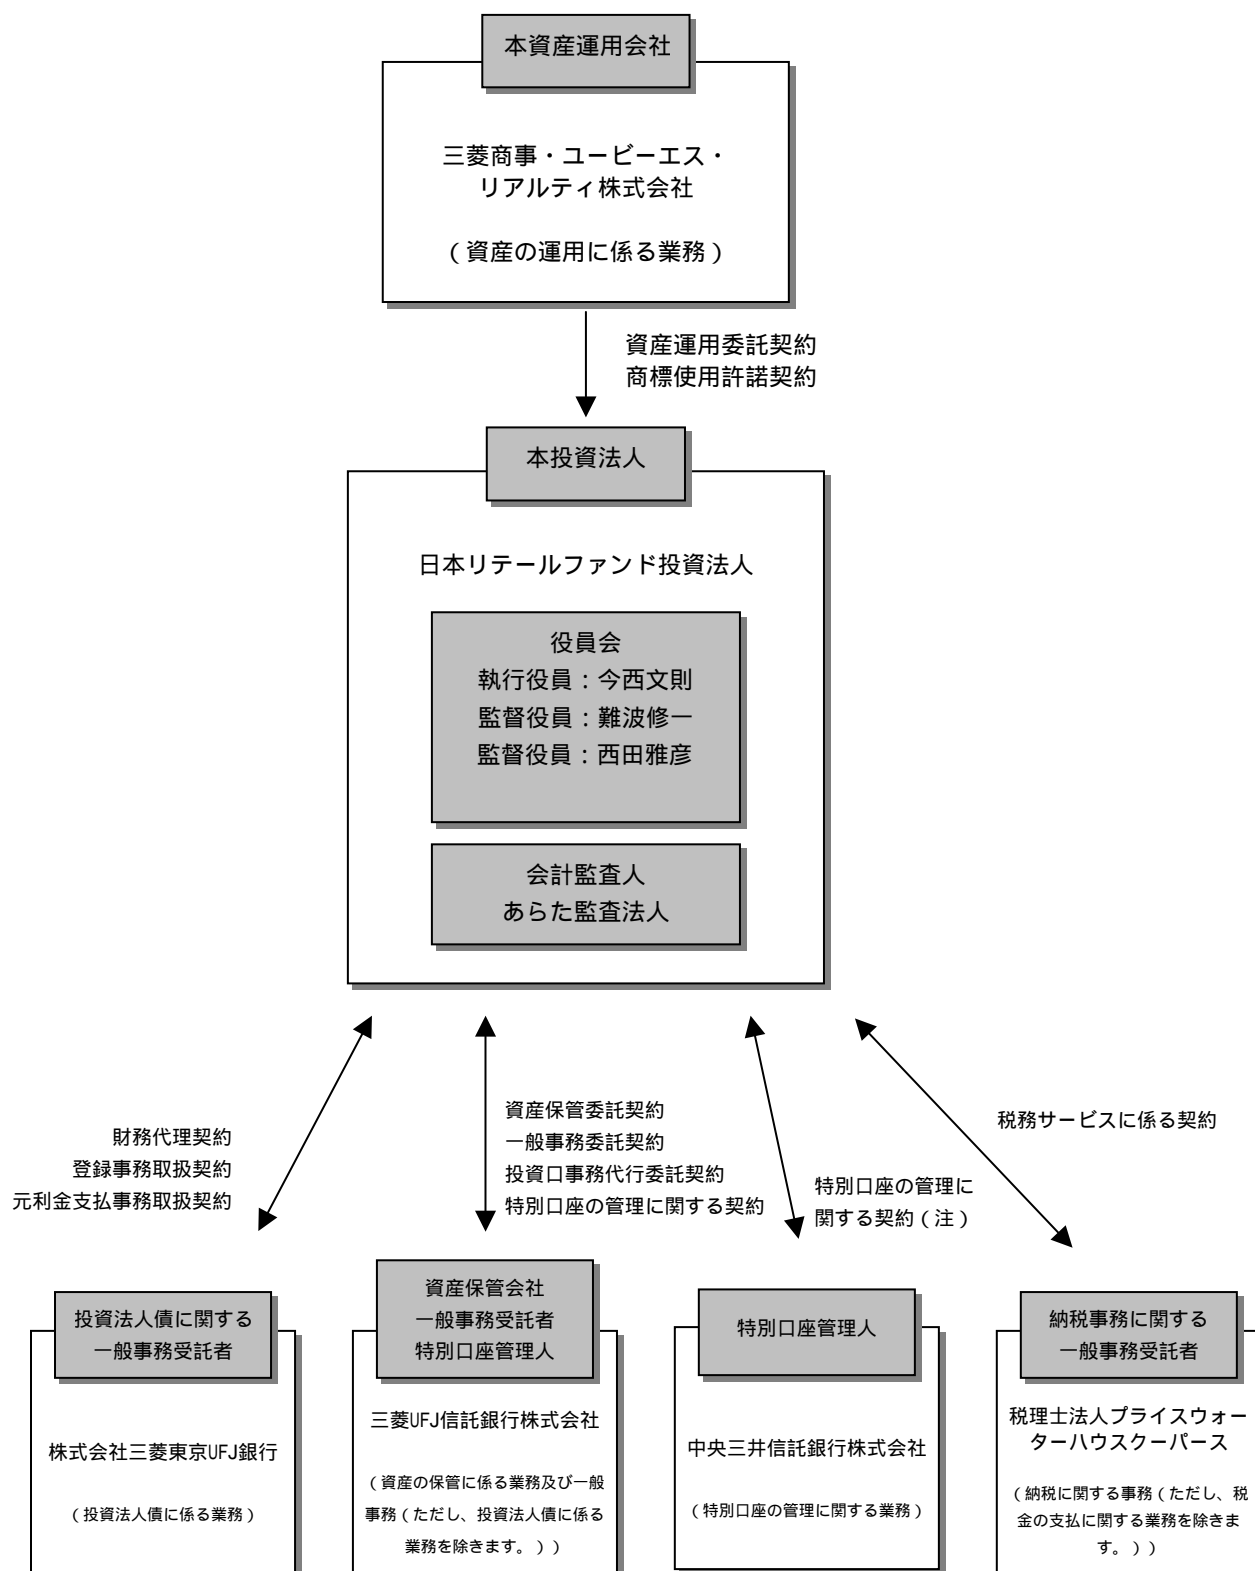 本資産運用会社
三菱商事・ユービーエス・
リアルティ株式会社
(資産の運用に係る業務)
資産運用委託契約
商標使用許諾契約
本投資法人
日本リテールファンド投資法人
役員会
執行役員:今西文則
監督役員:難波修一
監督役員:西田雅彦
会計監査人
あらた監査法人
財務代理契約
登録事務取扱契約
元利金支払事務取扱契約
資産保管委託契約
一般事務委託契約
投資口事務代行委託契約
特別口座の管理に関する契約
特別口座の管理に
関する契約(注)
税務サービスに係る契約
投資法人債に関する
一般事務受託者
株式会社三菱東京UFJ銀行
(投資法人債に係る業務)
資産保管会社
一般事務受託者
特別口座管理人
三菱UFJ信託銀行株式会社
(資産の保管に係る業務及び一般
事務(ただし、投資法人債に係る
業務を除きます。))
特別口座管理人
中央三井信託銀行株式会社
(特別口座の管理に関する業務)
納税事務に関する
一般事務受託者
税理士法人プライスウォー
ターハウスクーパース
(納税に関する事務(ただし、税
金の支払に関する業務を除きま
す。))